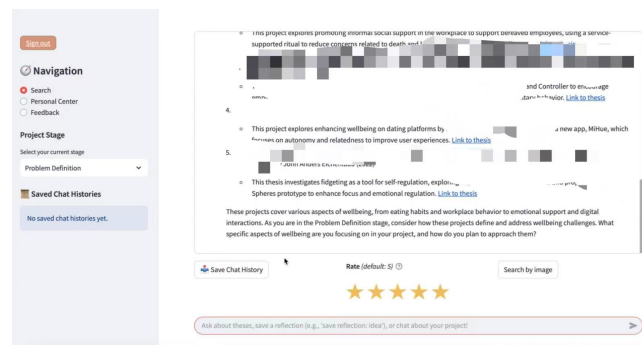 Sign out
Navigation
Search
Personal Center
Feedback
Project Stage
Select your current stage
Problem Definition
Saved Chat Histories
No saved chat histories yet.
This project explores promoting informal social support in the workplace to support bereaved employees, using a service-
supported ritual to reduce concerns related to death and
and Controller to encourage
behavior. Link to thesis
4.
This project explores enhancing wellbeing on dating platforms by a new app, MiHue, which
focuses on autonomy and relatedness to improve user experiences. Link to thesis
5.
John Anders
This thesis investigates fidgeting as a tool for self-regulation,
Spheres prototype to enhance focus and emotional regulation. Link to thesis
These projects cover various aspects of wellbeing, from eating habits and workplace behavior to emotional support and digital
interactions. As you are in the Problem Definition stage, consider how these projects define and address wellbeing challenges. What
specific aspects of wellbeing are you focusing on in your project, and how do you plan to approach them?
Save Chat History
Rate (default: 5)
Search by image
Ask about theses, save a reflection (e.g., 'save reflection: idea'), or chat about your project!